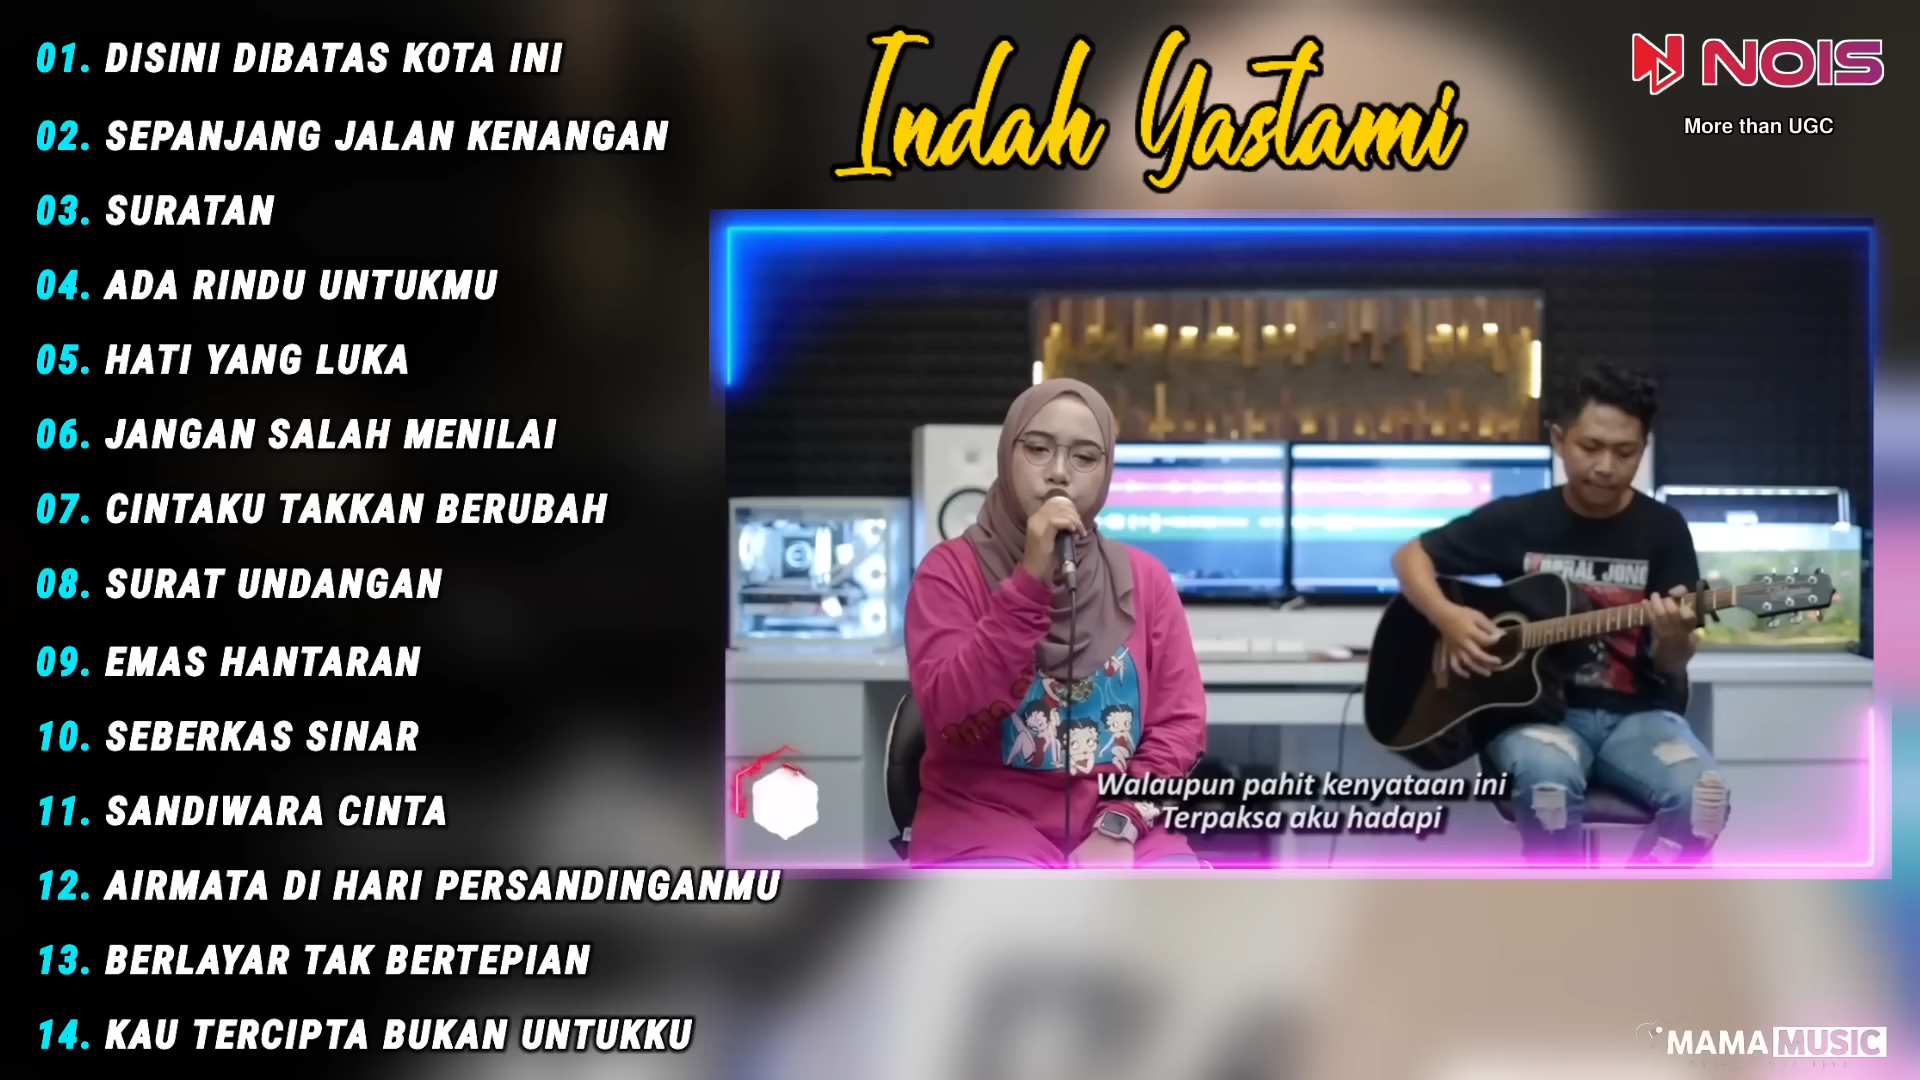 01. DISINI DIBATAS KOTA INI
02. SEPANJANG JALAN KENANGAN
03. SURATAN
04. ADA RINDU UNTUKMU
05. HATI YANG LUKA
06. JANGAN SALAH MENILAI
07. CINTAKU TAKKAN BERUBAH
08. SURAT UNDANGAN
09. EMAS HANTARAN
10. SEBERKAS SINAR
11. SANDIWARA CINTA
12. AIRMATA DI HARI PERSANDINGANMU
13. BERLAYAR TAK BERTEPIAN
14. KAU TERCIPTA BUKAN UNTUKKU
Indah Yastami
NOIS
More than UGC
Walaupun pahit kenyataan ini
Terpaksa aku hadapi
MAMA MUSIC